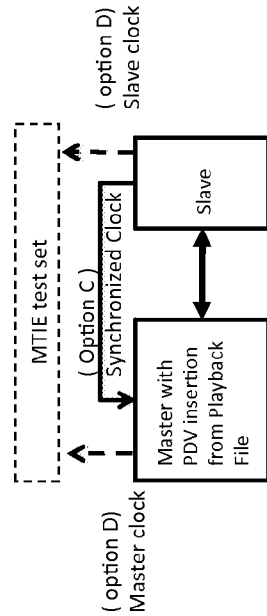 MTIE test set
( option D)
Master clock
( Option C )
Synchronized Clock
( option D)
Slave clock
Master with
PDV insertion
from Playback
File
Slave